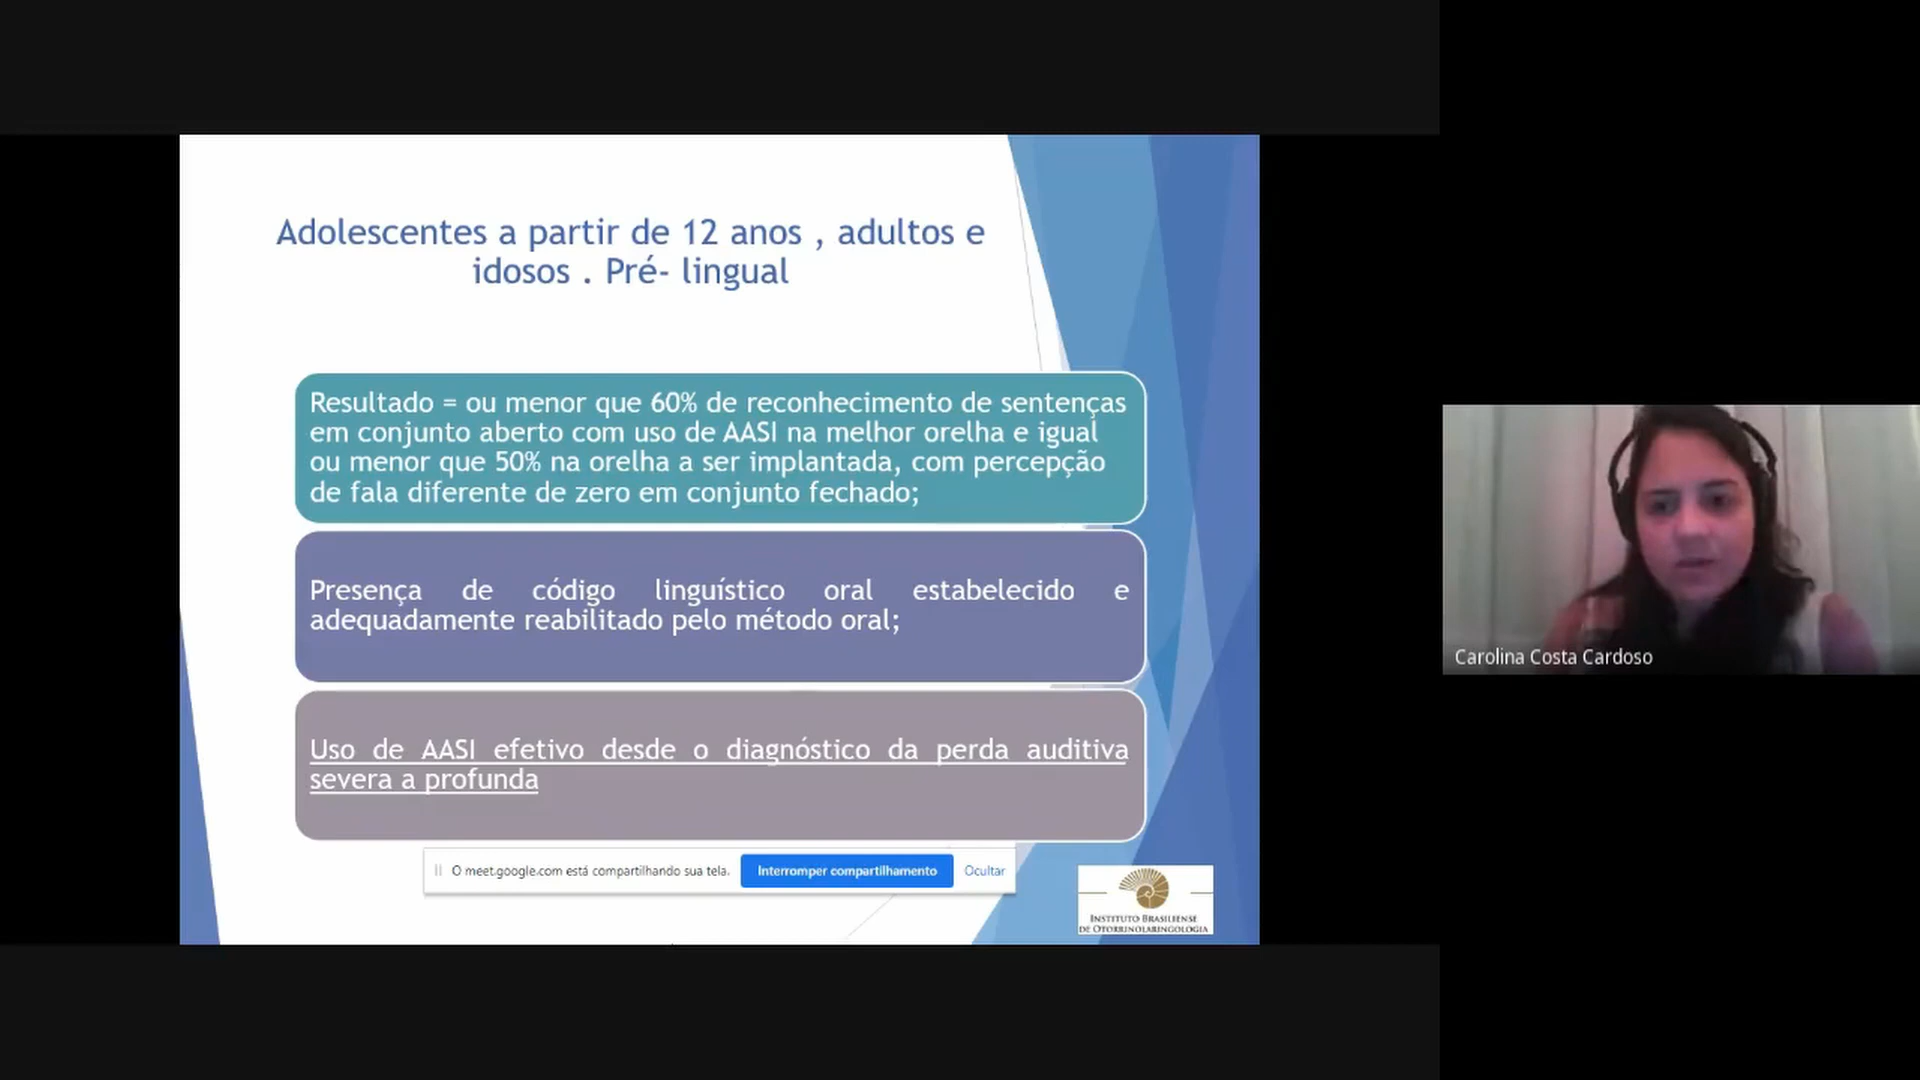 Adolescentes a partir de 12 anos , adultos e
idosos . Pré- lingual
Resultado = ou menor que 60% de reconhecimento de sentenças
em conjunto aberto com uso de AASI na melhor orelha e igual
ou menor que 50% na orelha a ser implantada, com percepção
de fala diferente de zero em conjunto fechado;
Presença de código linguístico oral estabelecido e
adequadamente reabilitado pelo método oral;
Uso de AASI efetivo desde o diagnóstico da perda auditiva
severa a profunda
O meet.google.com está compartilhando sua tela.
Interromper compartilhamento
Ocultar
INSTITUTO BRASILIENSE
DE OTORRINOLARINGOLOGIA
Carolina Costa Cardoso